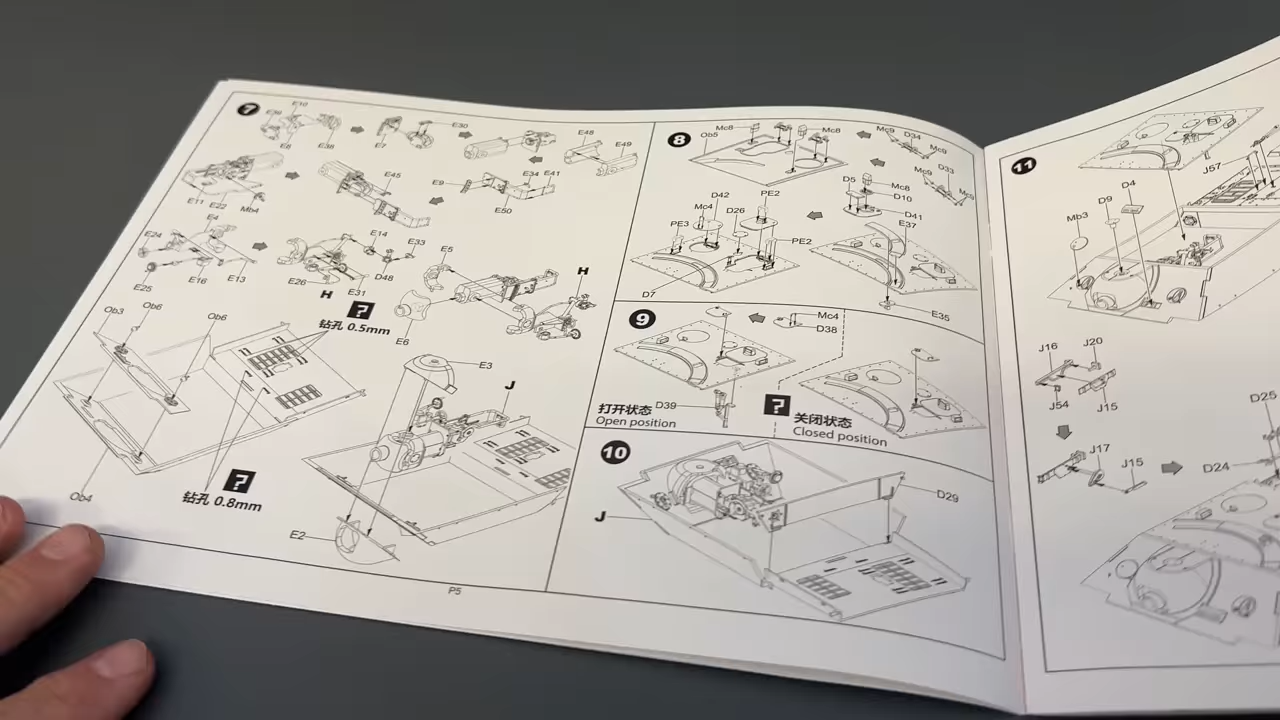 7
E10
E30
E7
E38
E48
E49
E34
E41
E9
E50
E45
E11
Mb4
E4
E24
E14
E33
E5
H
E16
E13
E25
E26
H
E31
D48
钻孔 0.5mm
?
E6
Ob3
Ob6
Ob6
E3
J
Ob4
?
钻孔 0.8mm
E2
P5
8
Mc8
Ob5
Mc8
Mc9
D34
Mc9
Mc9
D33
Mc9
D5
Mc8
D10
D41
D42
PE2
Mc4
D26
PE3
PE2
E37
D7
E35
9
Mc4
D38
打开状态
Open position
D39
?
关闭状态
Closed position
10
J
D29
11
J57
D4
D9
Mb3
J16
J20
J54
J15
J17
J15
D25
D24